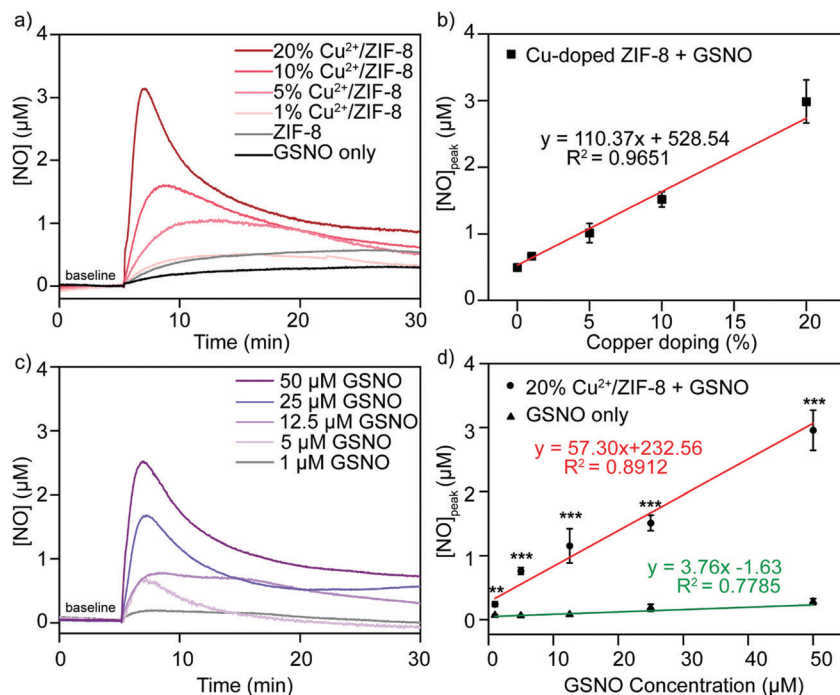 a)
[NO] (µM)
4
3
2
1
0
20% Cu²⁺/ZIF-8
10% Cu²⁺/ZIF-8
5% Cu²⁺/ZIF-8
1% Cu²⁺/ZIF-8
ZIF-8
GSNO only
baseline
0 10 20 30
Time (min)
b)
[NO]peak (µM)
4
3
2
1
0
Cu-doped ZIF-8 + GSNO
y = 110.37x + 528.54
R² = 0.9651
0 5 10 15 20
Copper doping (%)
c)
[NO] (µM)
4
3
2
1
0
50 µM GSNO
25 µM GSNO
12.5 µM GSNO
5 µM GSNO
1 µM GSNO
baseline
0 10 20 30
Time (min)
d)
[NO]peak (µM)
4
3
2
1
0
20% Cu²⁺/ZIF-8 + GSNO
GSNO only
***
y = 57.30x+232.56
R² = 0.8912
***
***
***
**
y = 3.76x -1.63
R² = 0.7785
0 10 20 30 40 50
GSNO Concentration (µM)